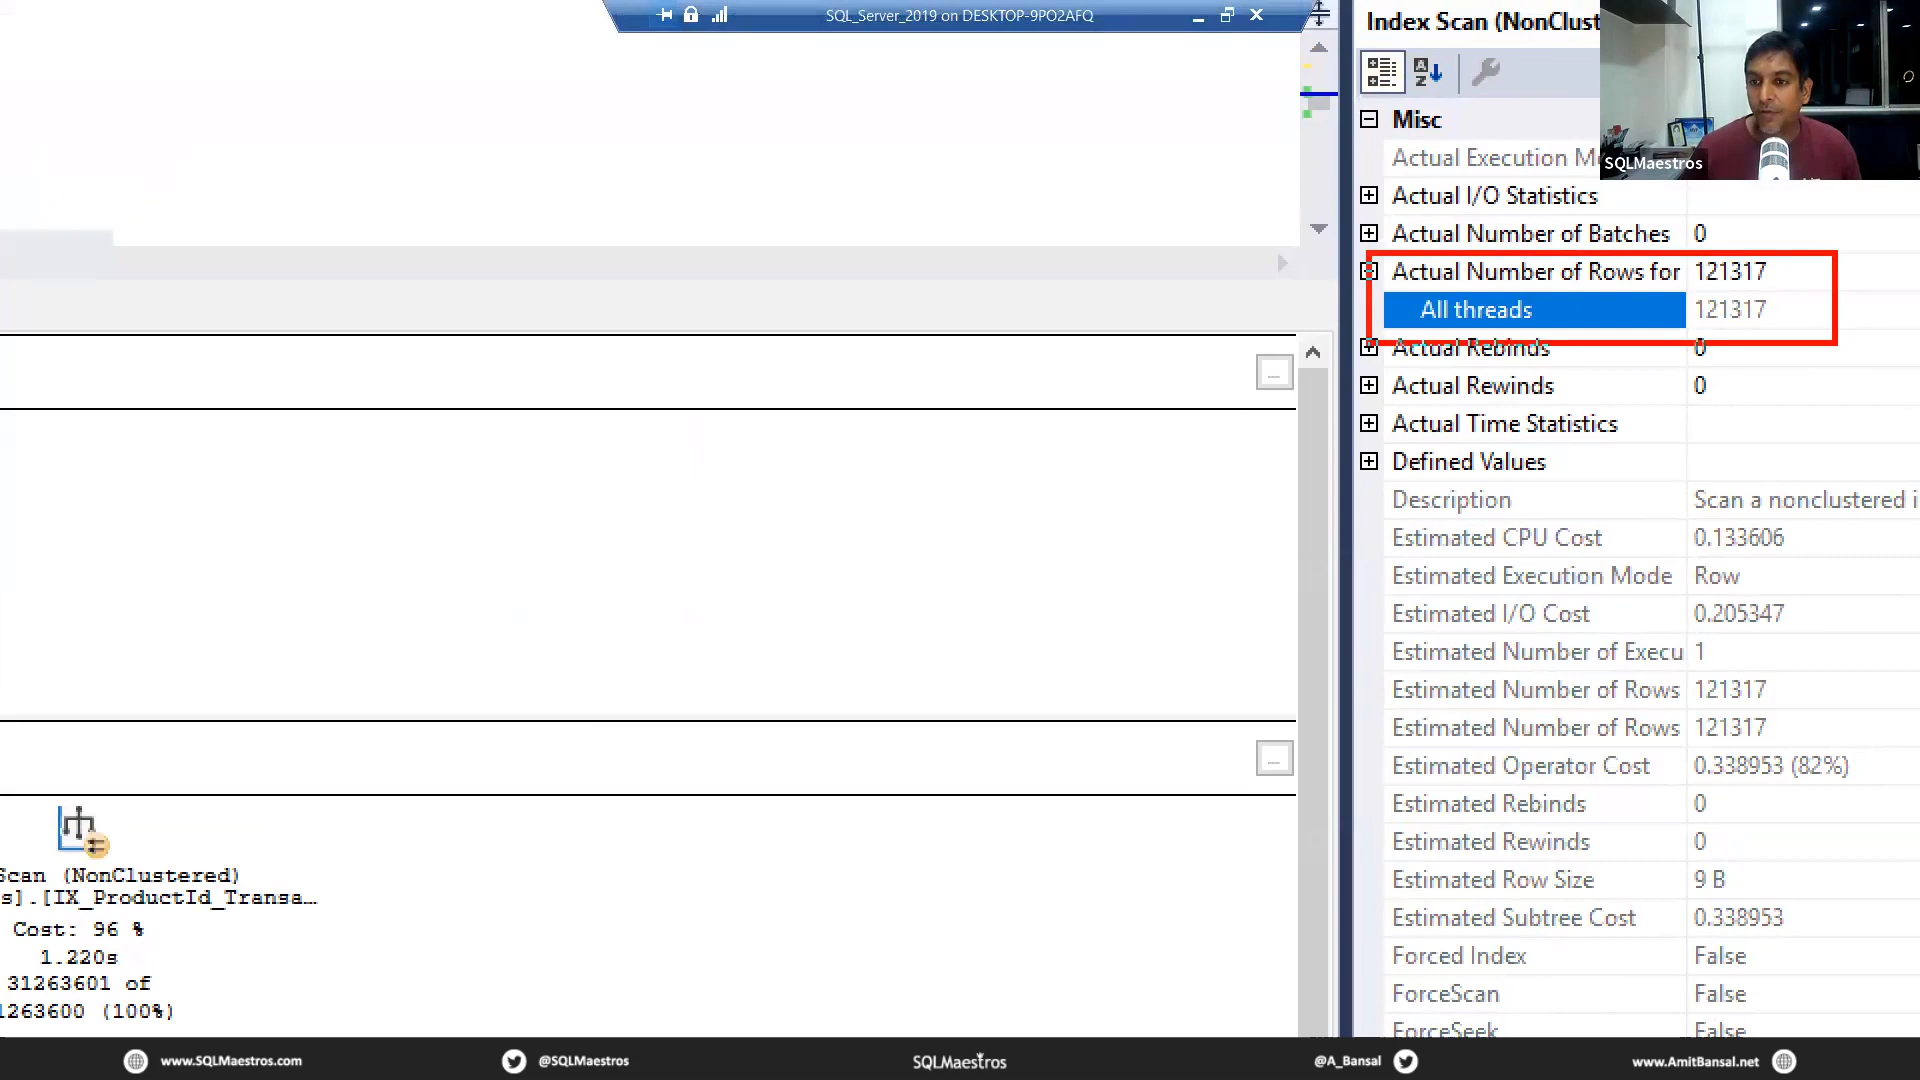 SQL_Server_2019 on DESKTOP-9PO2AFQ
Index Scan (NonClust
SQLMaestros
Misc
Actual Execution M
Actual I/O Statistics
Actual Number of Batches 0
Actual Number of Rows for 121317
All threads 121317
Actual Rebinds 0
Actual Rewinds 0
Actual Time Statistics
Defined Values
Description Scan a nonclustered i
Estimated CPU Cost 0.133606
Estimated Execution Mode Row
Estimated I/O Cost 0.205347
Estimated Number of Execu 1
Estimated Number of Rows 121317
Estimated Number of Rows 121317
Estimated Operator Cost 0.338953 (82%)
Estimated Rebinds 0
Estimated Rewinds 0
Estimated Row Size 9 B
Estimated Subtree Cost 0.338953
Forced Index False
ForceScan False
ForceSeek False
Scan (NonClustered)
s].[IX_ProductId_Transa…
Cost: 96 %
1.220s
31263601 of
1263600 (100%)
www.SQLMaestros.com
@SQLMaestros
SQLMaestros
@A_Bansal
www.AmitBansal.net